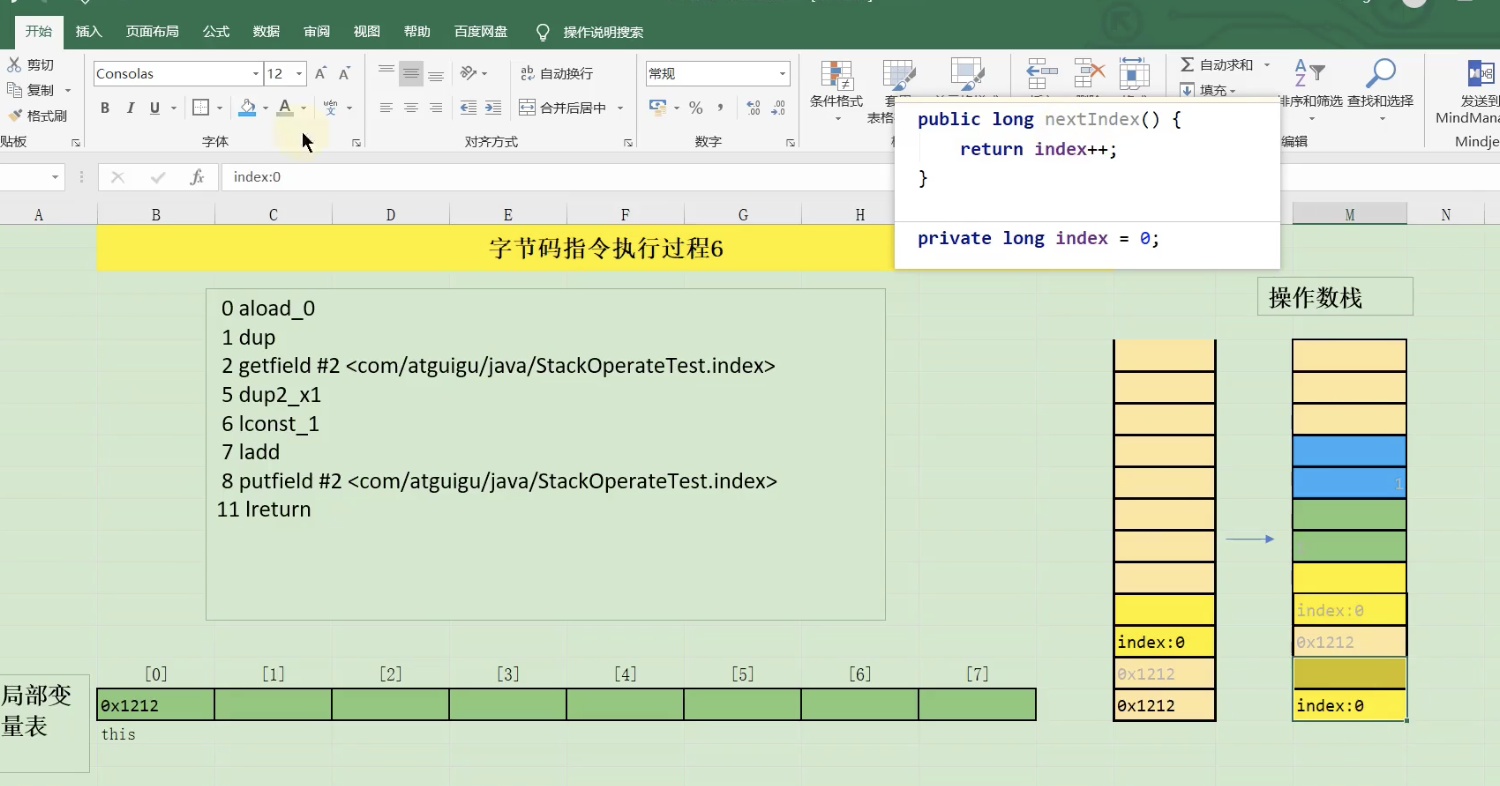 开始 插入 页面布局 公式 数据 审阅 视图 帮助 百度网盘 操作说明搜索
剪切
复制
格式刷
贴板
Consolas 12
B I U
字体
自动换行
合并后居中
对齐方式
常规
数字
条件格式
自动求和
填充
排序和筛选 查找和选择
编辑
发送到
MindMana
Mindje
public long nextIndex() {
return index++;
}
private long index = 0;
fx index:0
A B C D E F G H M N
字节码指令执行过程6
0 aload_0
1 dup
2 getfield #2 <com/atguigu/java/StackOperateTest.index>
5 dup2_x1
6 lconst_1
7 ladd
8 putfield #2 <com/atguigu/java/StackOperateTest.index>
11 lreturn
操作数栈
1
index:0
0x1212
index:0
index:0
0x1212
0x1212
[0] [1] [2] [3] [4] [5] [6] [7]
局部变
量表
0x1212
this